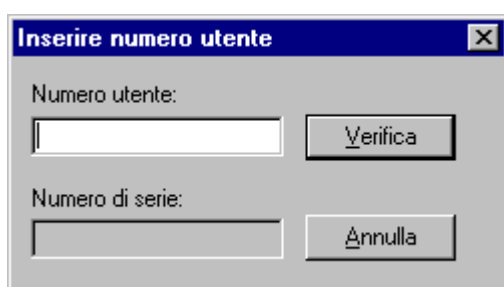 Inserire numero utente
Numero utente:
Verifica
Numero di serie:
Annulla